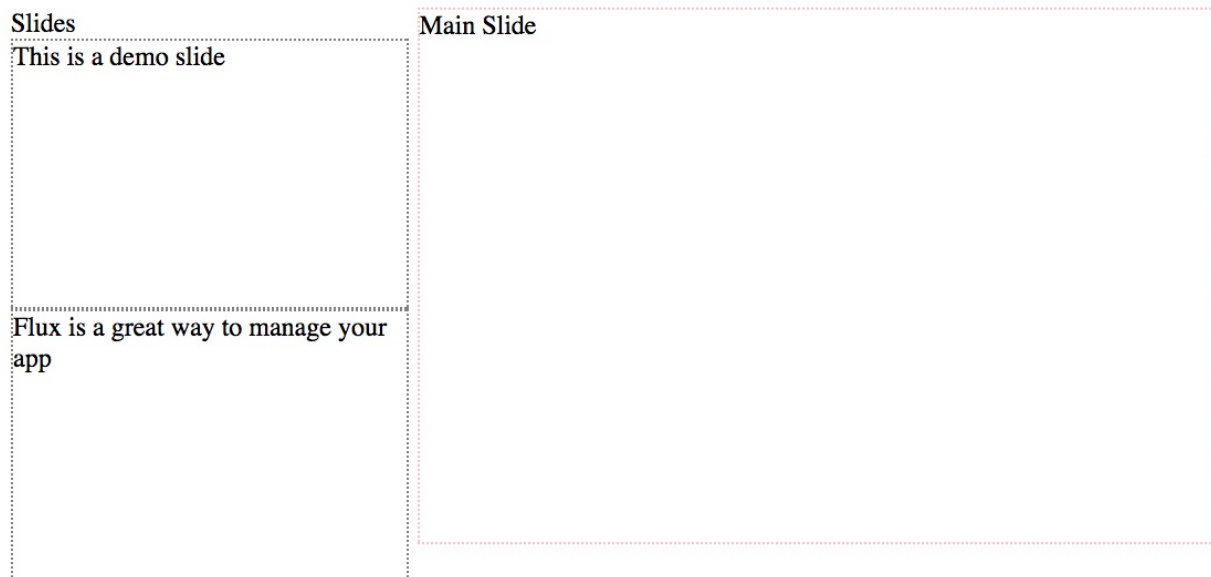 Slides
This is a demo slide
Flux is a great way to manage your
app
Main Slide